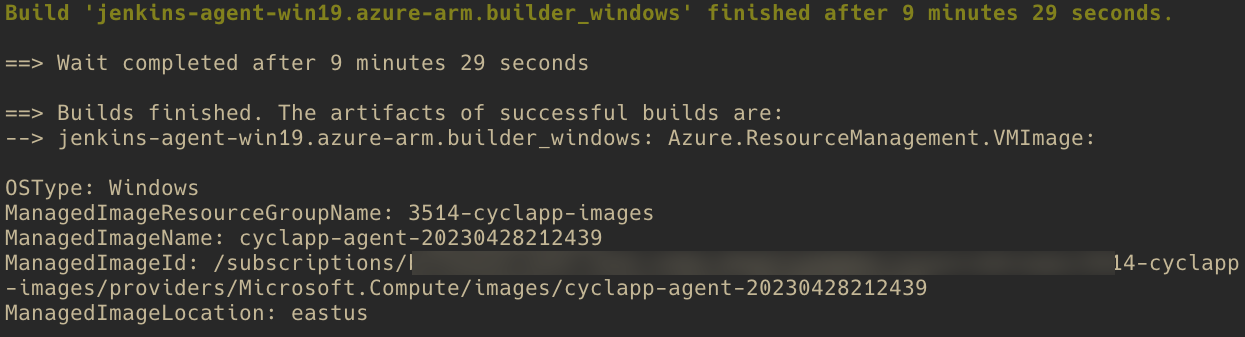 Build 'jenkins-agent-win19.azure-arm.builder_windows' finished after 9 minutes 29 seconds.
==> Wait completed after 9 minutes 29 seconds
==> Builds finished. The artifacts of successful builds are:
--> jenkins-agent-win19.azure-arm.builder_windows: Azure.ResourceManagement.VMImage:
OSType: Windows
ManagedImageResourceGroupName: 3514-cyclapp-images
ManagedImageName: cyclapp-agent-20230428212439
ManagedImageId: /subscriptions/ 14-cyclapp
-images/providers/Microsoft.Compute/images/cyclapp-agent-20230428212439
ManagedImageLocation: eastus